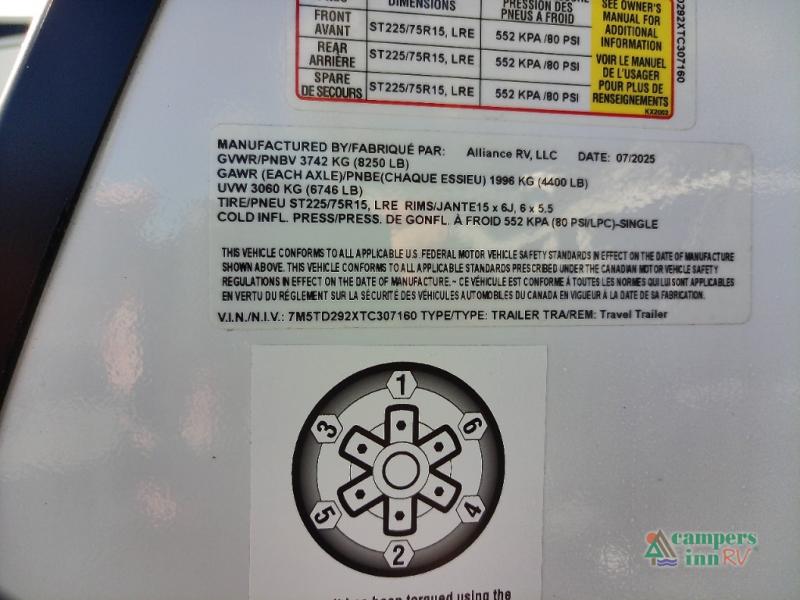 DIMENSIONS
PRESSION DES
PNEUS À FROID
FRONT
AVANT
ST225/75R15, LRE
552 KPA /80 PSI
REAR
ARRIÈRE
ST225/75R15, LRE
552 KPA /80 PSI
SPARE
DE SECOURS
ST225/75R15, LRE
552 KPA /80 PSI
SEE OWNER'S
MANUAL FOR
ADDITIONAL
INFORMATION
VOIR LE MANUEL
DE L'USAGER
POUR PLUS DE
RENSEIGNEMENTS
KX2002
D292XTC307160
MANUFACTURED BY/FABRIQUÉ PAR: Alliance RV, LLC DATE: 07/2025
GVWR/PNBV 3742 KG (8250 LB)
GAWR (EACH AXLE)/PNBE(CHAQUE ESSIEU) 1996 KG (4400 LB)
UVW 3060 KG (6746 LB)
TIRE/PNEU ST225/75R15, LRE RIMS/JANTE15 x 6J, 6 x 5.5
COLD INFL. PRESS/PRESS. DE GONFL. À FROID 552 KPA (80 PSI/LPC)-SINGLE
THIS VEHICLE CONFORMS TO ALL APPLICABLE U.S. FEDERAL MOTOR VEHICLE SAFETY STANDARDS IN EFFECT ON THE DATE OF MANUFACTURE
SHOWN ABOVE. THIS VEHICLE CONFORMS TO ALL APPLICABLE STANDARDS PRESCRIBED UNDER THE CANADIAN MOTOR VEHICLE SAFETY
REGULATIONS IN EFFECT ON THE DATE OF MANUFACTURE.~ CE VÉHICULE EST CONFORME À TOUTES LES NORMES QUI LUI SONT APPLICABLES
EN VERTU DU RÉGLEMENT SUR LA SÉCURITÉ DES VÉHICULES AUTOMOBILES DU CANADA EN VIGUEUR À LA DATE DE SA FABRICATION.
V.I.N./N.I.V.: 7M5TD292XTC307160 TYPE/TYPE: TRAILER TRA/REM: Travel Trailer
1
3
6
5
4
2
been torqued using the
campers
inn RV